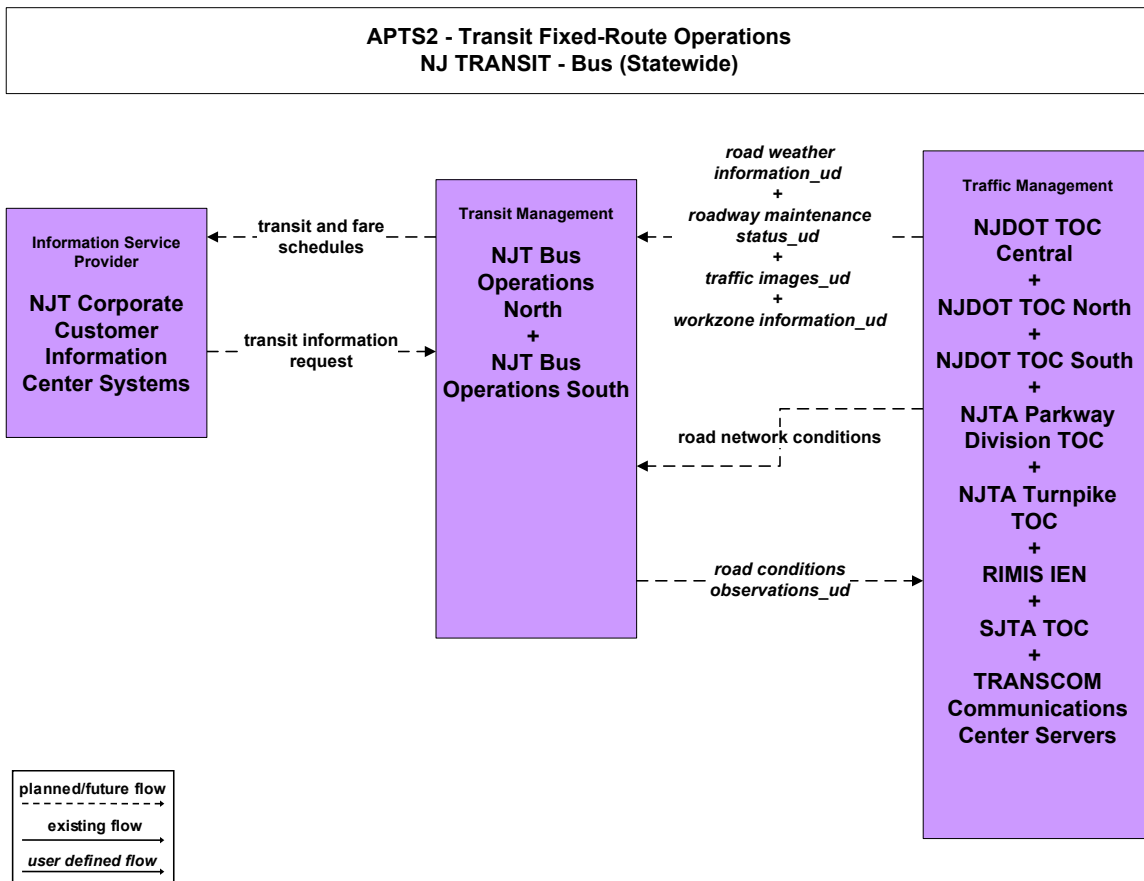 APTS2 - Transit Fixed-Route Operations
NJ TRANSIT - Bus (Statewide)
Information Service
Provider
NJT Corporate
Customer
Information
Center Systems
transit and fare
schedules
transit information
request
Transit Management
NJT Bus
Operations
North
+
NJT Bus
Operations South
road weather
information_ud
+
roadway maintenance
status_ud
+
traffic images_ud
+
workzone information_ud
road network conditions
road conditions
observations_ud
Traffic Management
NJDOT TOC
Central
+
NJDOT TOC North
+
NJDOT TOC South
+
NJTA Parkway
Division TOC
+
NJTA Turnpike
TOC
+
RIMIS IEN
+
SJTA TOC
+
TRANSCOM
Communications
Center Servers
planned/future flow
existing flow
user defined flow